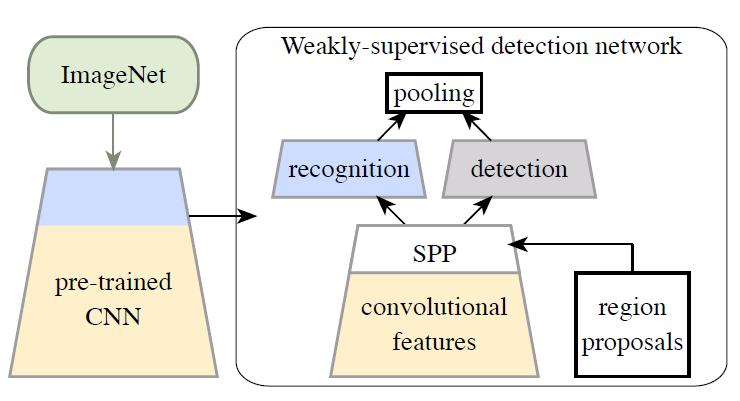 ImageNet
pre-trained
CNN
Weakly-supervised detection network
pooling
recognition
detection
SPP
convolutional
features
region
proposals